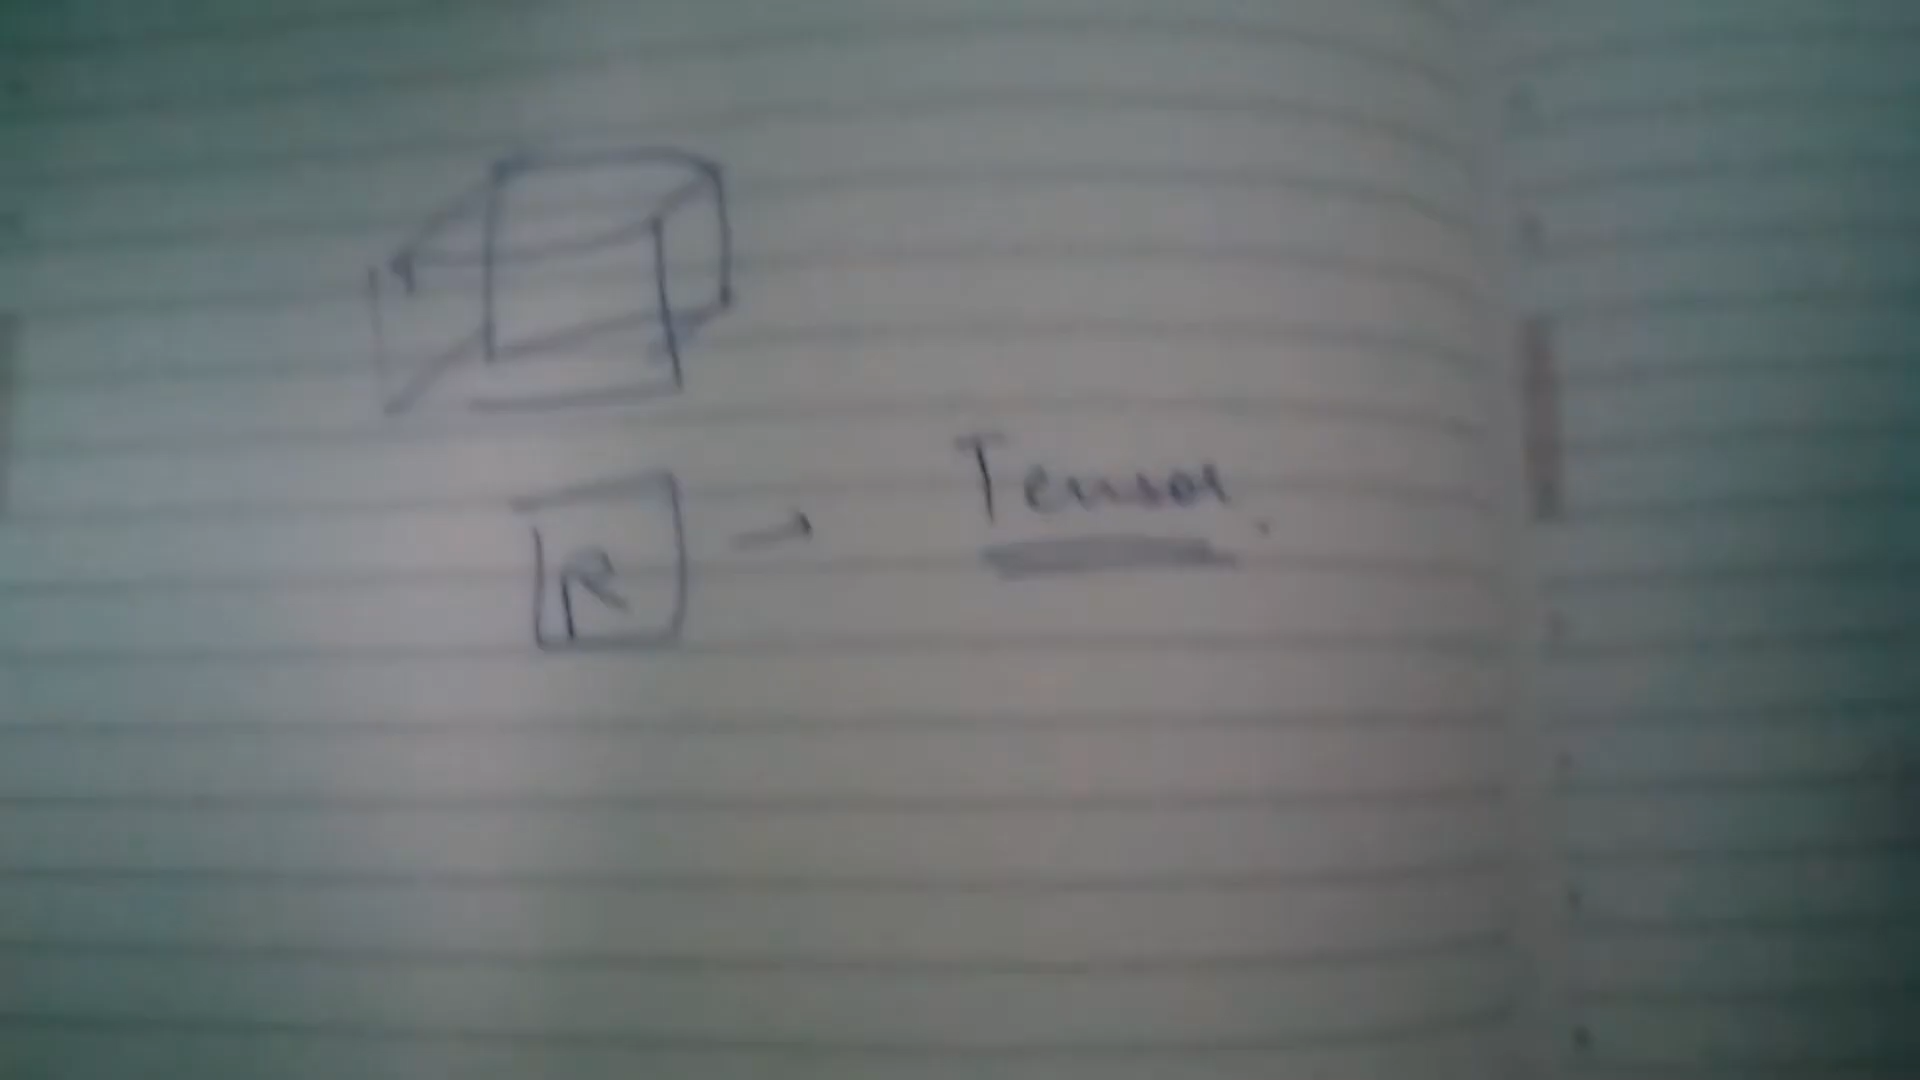 R → Tensor.